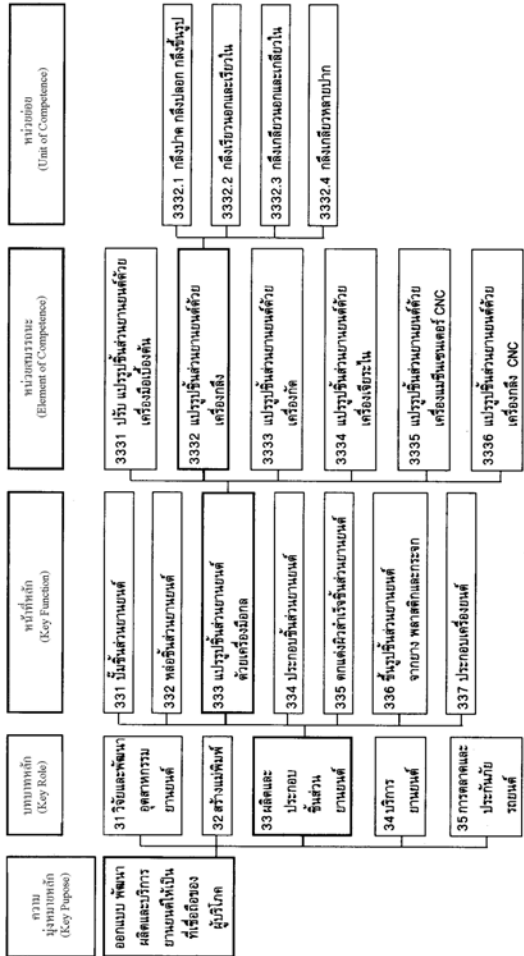 ความ
มุ่งหมายหลัก
(Key Pupose)
ออกแบบ พัฒนา
ผลิตและบริการ
ยานยนต์ให้เป็น
ที่เชื่อถือของ
ผู้บริโภค
บทบาทหลัก
(Key Role)
31 วิจัยและพัฒนา
อุตสาหกรรม
ยานยนต์
32 สร้างแม่พิมพ์
33 ผลิตและ
ประกอบ
ชิ้นส่วน
ยานยนต์
34 บริการ
ยานยนต์
35 การตลาดและ
ประกันภัย
รถยนต์
หน้าที่หลัก
(Key Function)
331 ปั๊มชิ้นส่วนยานยนต์
332 หล่อชิ้นส่วนยานยนต์
333 แปรรูปชิ้นส่วนยานยนต์
ด้วยเครื่องมือกล
334 ประกอบชิ้นส่วนยานยนต์
335 ตกแต่งผิวสำเร็จชิ้นส่วนยานยนต์
336 ขึ้นรูปชิ้นส่วนยานยนต์
จากยาง พลาสติกและกระจก
337 ประกอบเครื่องยนต์
หน่วยสมรรถนะ
(Element of Competence)
3331 ปรับ แปรรูปชิ้นส่วนยานยนต์ด้วย
เครื่องมือเบื้องต้น
3332 แปรรูปชิ้นส่วนยานยนต์ด้วย
เครื่องกลึง
3333 แปรรูปชิ้นส่วนยานยนต์ด้วย
เครื่องกัด
3334 แปรรูปชิ้นส่วนยานยนต์ด้วย
เครื่องเจียระไน
3335 แปรรูปชิ้นส่วนยานยนต์ด้วย
เครื่องแมชีนเซนเตอร์ CNC
3336 แปรรูปชิ้นส่วนยานยนต์ด้วย
เครื่องกลึง CNC
หน่วยย่อย
(Unit of Competence)
3332.1 กลึงปาด กลึงปลอก กลึงขึ้นรูป
3332.2 กลึงเรียวนอกและเรียวใน
3332.3 กลึงเกลียวนอกและเกลียวใน
3332.4 กลึงเกลียวหลายปาก